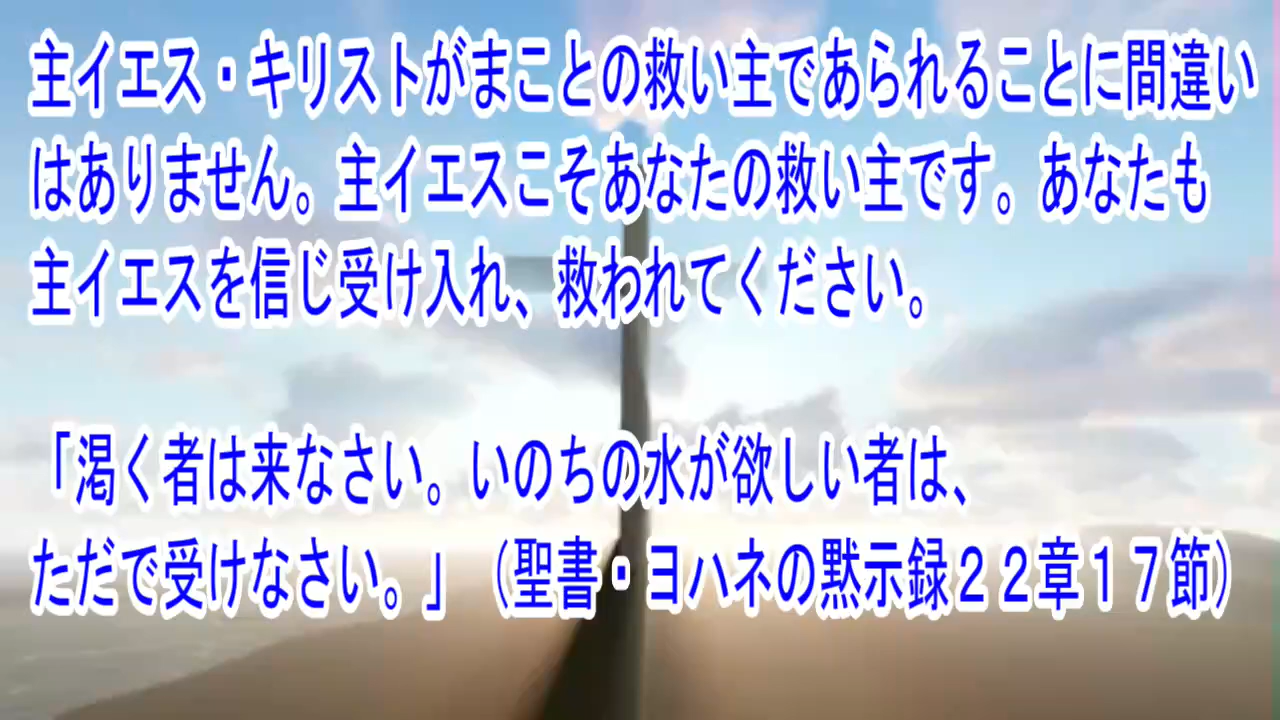 主イエス・キリストがまことの救い主であられることに間違い
はありません。主イエスこそあなたの救い主です。あなたも
主イエスを信じ受け入れ、救われてください。
「渇く者は来なさい。いのちの水が欲しい者は、
ただで受けなさい。」（聖書・ヨハネの黙示録２２章１７節）